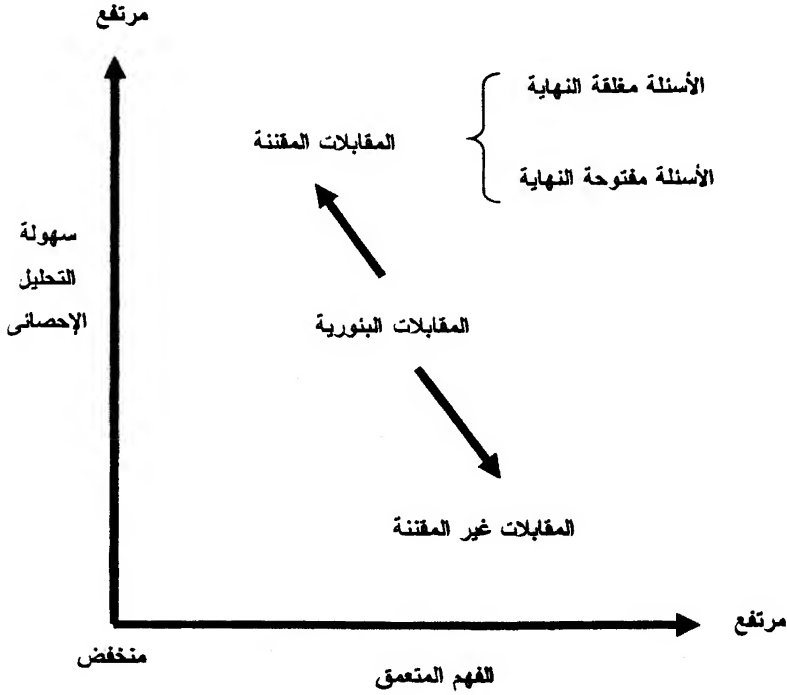 مرتفع
الأسئلة مغلقة النهاية
المقابلات المقننة
الأسئلة مفتوحة النهاية
سهولة
التحليل
الإحصائى
المقابلات البئورية
المقابلات غير المقننة
مرتفع
منخفض
الفهم المتعمق